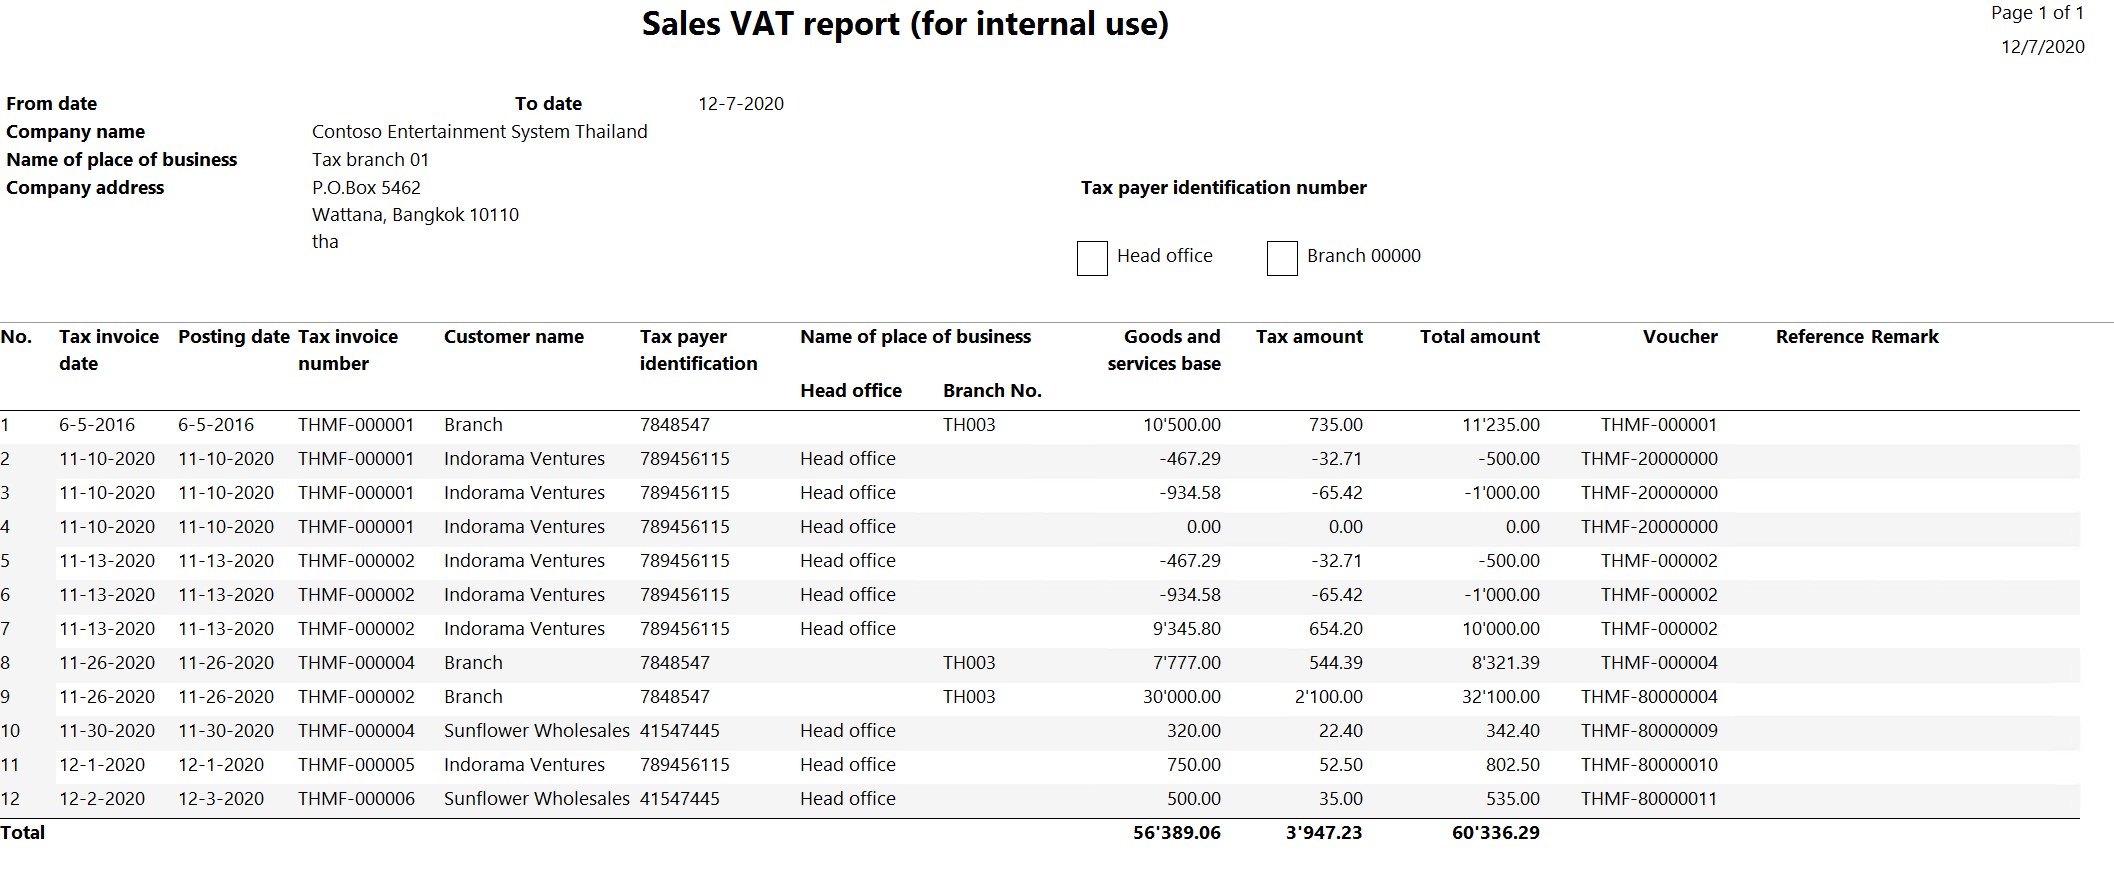 Sales VAT report (for internal use)
Page 1 of 1
12/7/2020
From date To date 12-7-2020
Company name Contoso Entertainment System Thailand
Name of place of business Tax branch 01
Company address P.O.Box 5462 Tax payer identification number
Wattana, Bangkok 10110
tha
Head office Branch 00000
No. Tax invoice Posting date Tax invoice Customer name Tax payer Name of place of business Goods and Tax amount Total amount Voucher Reference Remark
date number identification services base
Head office Branch No.
1 6-5-2016 6-5-2016 THMF-000001 Branch 7848547 TH003 10'500.00 735.00 11'235.00 THMF-000001
2 11-10-2020 11-10-2020 THMF-000001 Indorama Ventures 789456115 Head office -467.29 -32.71 -500.00 THMF-20000000
3 11-10-2020 11-10-2020 THMF-000001 Indorama Ventures 789456115 Head office -934.58 -65.42 -1'000.00 THMF-20000000
4 11-10-2020 11-10-2020 THMF-000001 Indorama Ventures 789456115 Head office 0.00 0.00 0.00 THMF-20000000
5 11-13-2020 11-13-2020 THMF-000002 Indorama Ventures 789456115 Head office -467.29 -32.71 -500.00 THMF-000002
6 11-13-2020 11-13-2020 THMF-000002 Indorama Ventures 789456115 Head office -934.58 -65.42 -1'000.00 THMF-000002
7 11-13-2020 11-13-2020 THMF-000002 Indorama Ventures 789456115 Head office 9'345.80 654.20 10'000.00 THMF-000002
8 11-26-2020 11-26-2020 THMF-000004 Branch 7848547 TH003 7'777.00 544.39 8'321.39 THMF-000004
9 11-26-2020 11-26-2020 THMF-000002 Branch 7848547 TH003 30'000.00 2'100.00 32'100.00 THMF-80000004
10 11-30-2020 11-30-2020 THMF-000004 Sunflower Wholesales 41547445 Head office 320.00 22.40 342.40 THMF-80000009
11 12-1-2020 12-1-2020 THMF-000005 Indorama Ventures 789456115 Head office 750.00 52.50 802.50 THMF-80000010
12 12-2-2020 12-3-2020 THMF-000006 Sunflower Wholesales 41547445 Head office 500.00 35.00 535.00 THMF-80000011
Total 56'389.06 3'947.23 60'336.29